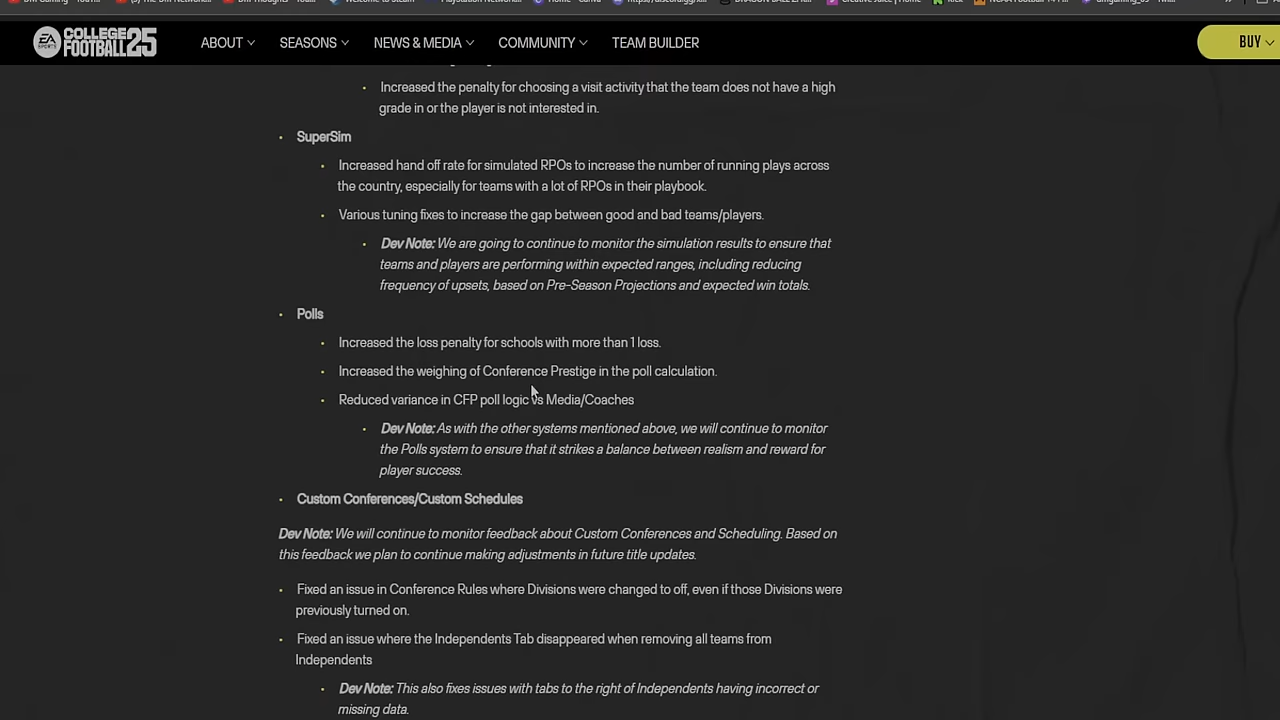 EA SPORTS COLLEGE FOOTBALL 25
ABOUT SEASONS NEWS & MEDIA COMMUNITY TEAM BUILDER BUY
• Increased the penalty for choosing a visit activity that the team does not have a high
grade in or the player is not interested in.
• SuperSim
• Increased hand off rate for simulated RPOs to increase the number of running plays across
the country, especially for teams with a lot of RPOs in their playbook.
• Various tuning fixes to increase the gap between good and bad teams/players.
• Dev Note: We are going to continue to monitor the simulation results to ensure that
teams and players are performing within expected ranges, including reducing
frequency of upsets, based on Pre-Season Projections and expected win totals.
• Polls
• Increased the loss penalty for schools with more than 1 loss.
• Increased the weighing of Conference Prestige in the poll calculation.
• Reduced variance in CFP poll logic vs Media/Coaches
• Dev Note: As with the other systems mentioned above, we will continue to monitor
the Polls system to ensure that it strikes a balance between realism and reward for
player success.
• Custom Conferences/Custom Schedules
Dev Note: We will continue to monitor feedback about Custom Conferences and Scheduling. Based on
this feedback we plan to continue making adjustments in future title updates.
• Fixed an issue in Conference Rules where Divisions were changed to off, even if those Divisions were
previously turned on.
• Fixed an issue where the Independents Tab disappeared when removing all teams from
Independents
• Dev Note: This also fixes issues with tabs to the right of Independents having incorrect or
missing data.